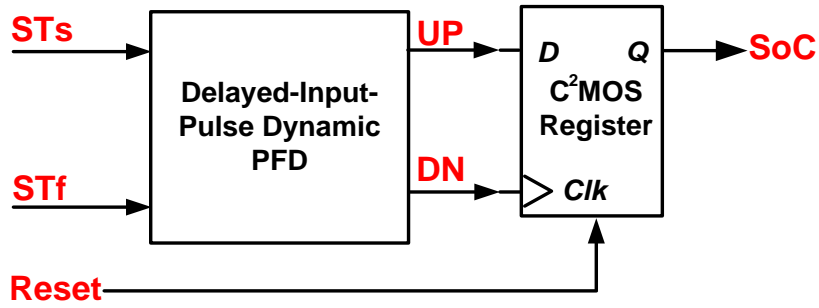 STs
UP
SoC
D Q
Delayed-Input-
Pulse Dynamic
PFD
C²MOS
Register
STf
DN
Clk
Reset